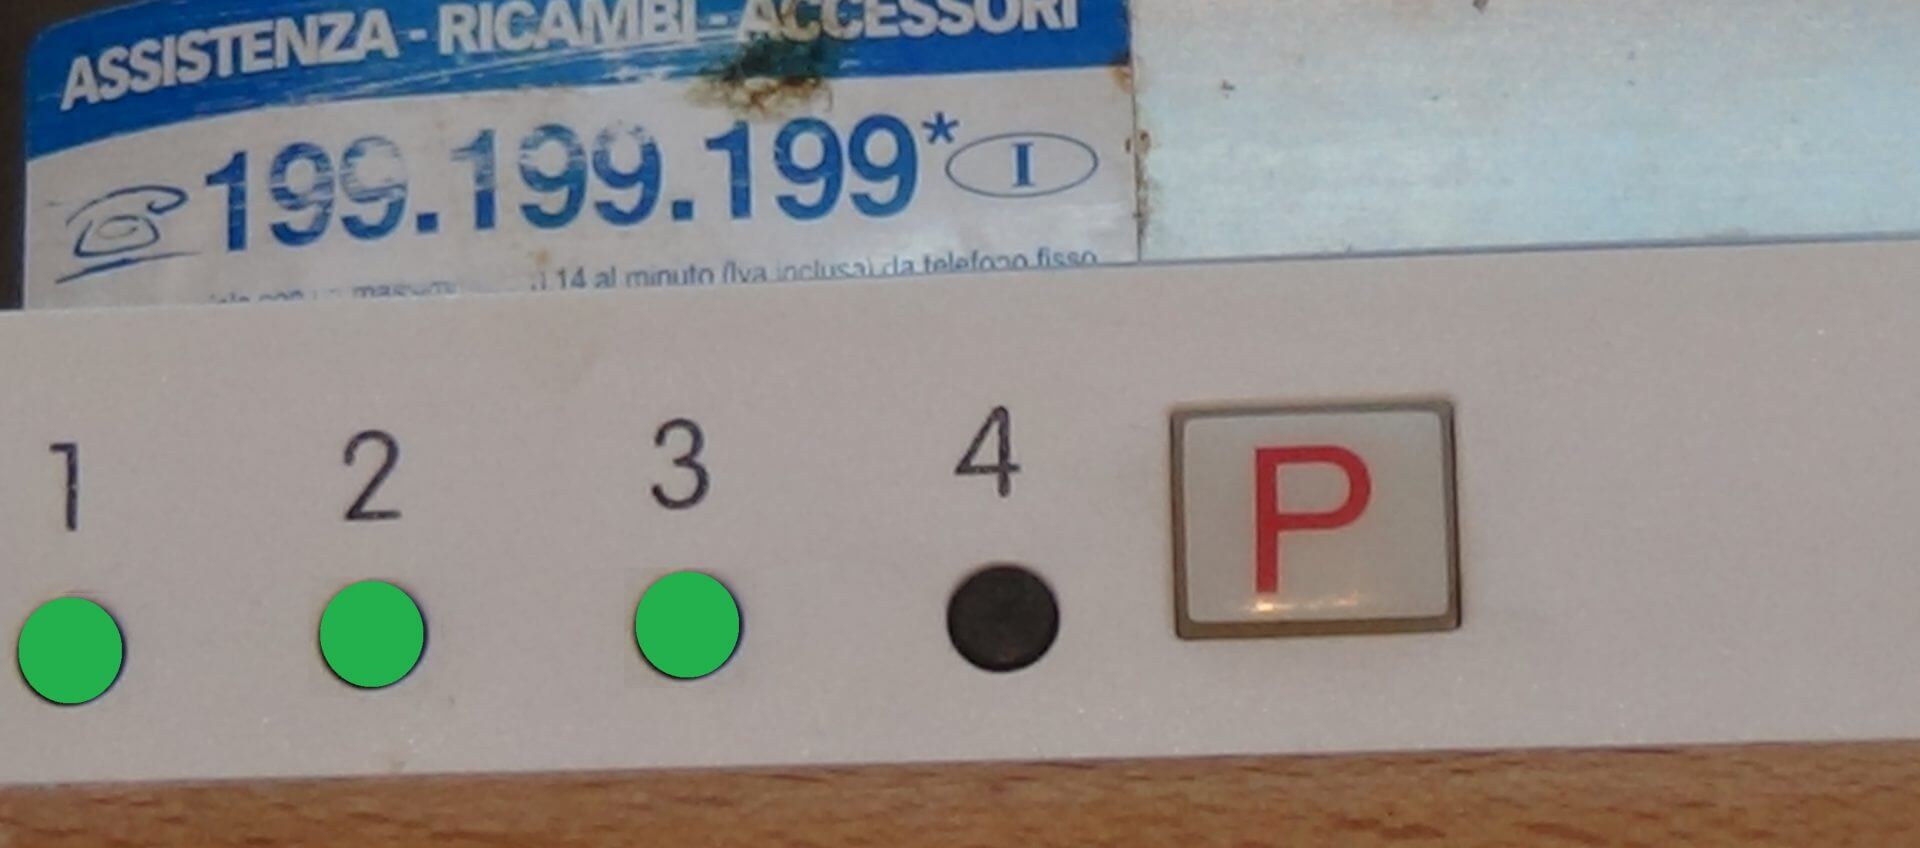 ASSISTENZA - RICAMBI - ACCESSORI
199.199.199* I
14 al minuto (Iva inclusa) da telefono fisso
1 2 3 4 P